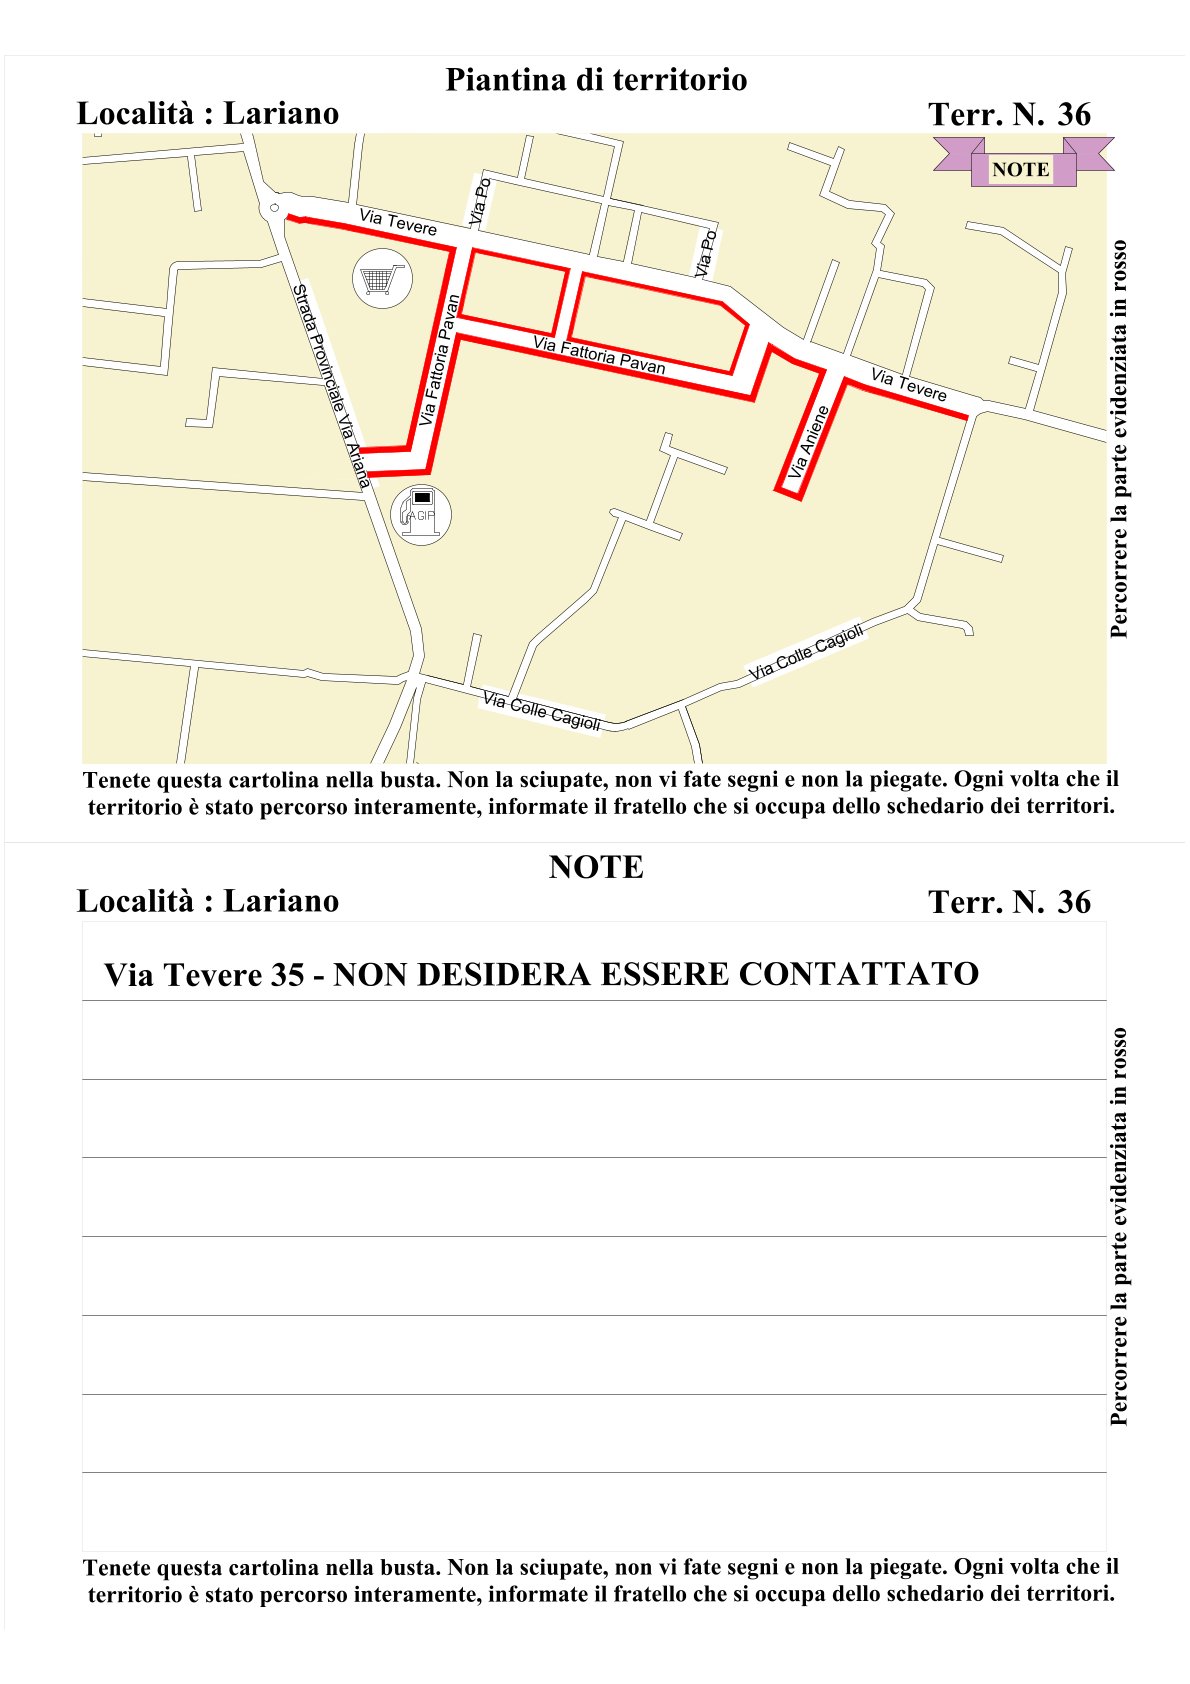 Piantina di territorio
Località : Lariano
Terr. N. 36
NOTE
Via Po
Via Tevere
Via Po
Strada Provinciale Via Ariana
Via Fattoria Pavan
Via Fattoria Pavan
Via Tevere
Via Aniene
AGIP
Via Colle Cagioli
Via Colle Cagioli
Percorrere la parte evidenziata in rosso
Tenete questa cartolina nella busta. Non la sciupate, non vi fate segni e non la piegate. Ogni volta che il
territorio è stato percorso interamente, informate il fratello che si occupa dello schedario dei territori.
NOTE
Località : Lariano
Terr. N. 36
Via Tevere 35 - NON DESIDERA ESSERE CONTATTATO
Percorrere la parte evidenziata in rosso
Tenete questa cartolina nella busta. Non la sciupate, non vi fate segni e non la piegate. Ogni volta che il
territorio è stato percorso interamente, informate il fratello che si occupa dello schedario dei territori.